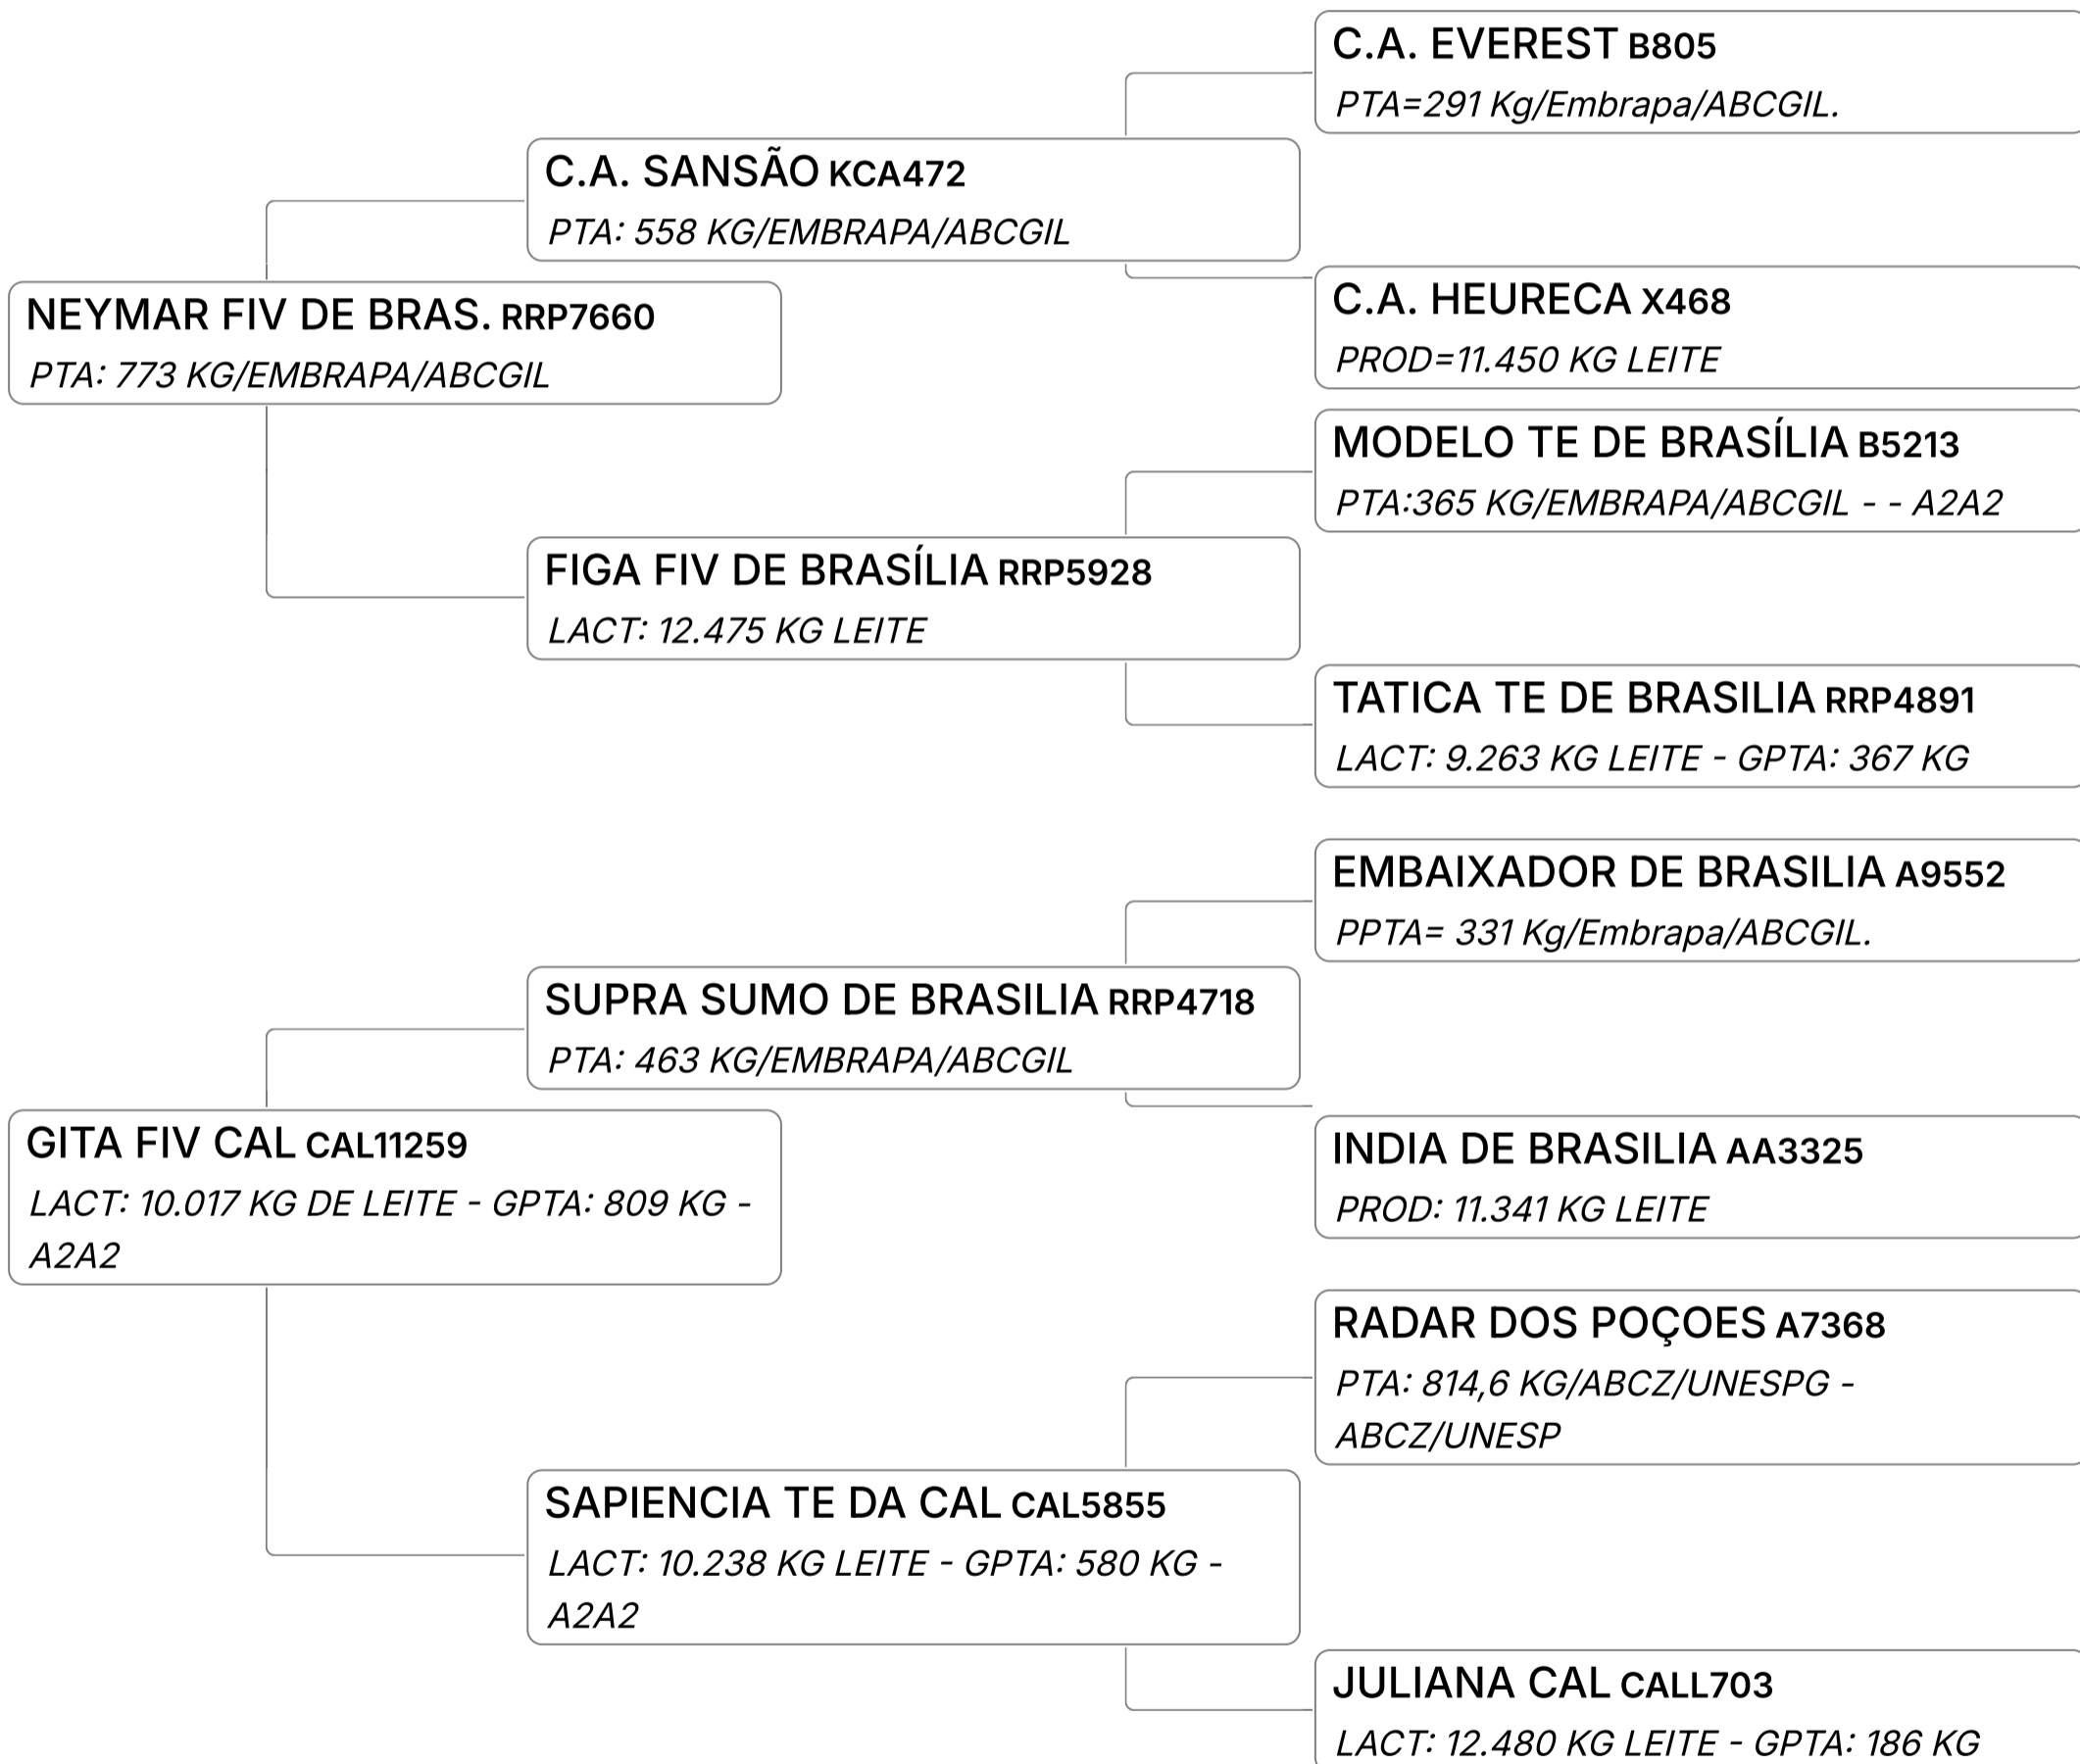 C.A. EVEREST B805
PTA=291 Kg/Embrapa/ABCGIL.
C.A. SANSÃO KCA472
PTA: 558 KG/EMBRAPA/ABCGIL
C.A. HEURECA X468
PROD=11.450 KG LEITE
NEYMAR FIV DE BRAS. RRP7660
PTA: 773 KG/EMBRAPA/ABCGIL
MODELO TE DE BRASÍLIA B5213
PTA:365 KG/EMBRAPA/ABCGIL - - A2A2
FIGA FIV DE BRASÍLIA RRP5928
LACT: 12.475 KG LEITE
TATICA TE DE BRASILIA RRP4891
LACT: 9.263 KG LEITE - GPTA: 367 KG
EMBAIXADOR DE BRASILIA A9552
PPTA= 331 Kg/Embrapa/ABCGIL.
SUPRA SUMO DE BRASILIA RRP4718
PTA: 463 KG/EMBRAPA/ABCGIL
INDIA DE BRASILIA AA3325
PROD: 11.341 KG LEITE
GITA FIV CAL CAL11259
LACT: 10.017 KG DE LEITE - GPTA: 809 KG -
A2A2
RADAR DOS POÇOES A7368
PTA: 814,6 KG/ABCZ/UNESPG -
ABCZ/UNESP
SAPIENCIA TE DA CAL CAL5855
LACT: 10.238 KG LEITE - GPTA: 580 KG -
A2A2
JULIANA CAL CALL703
LACT: 12.480 KG LEITE - GPTA: 186 KG